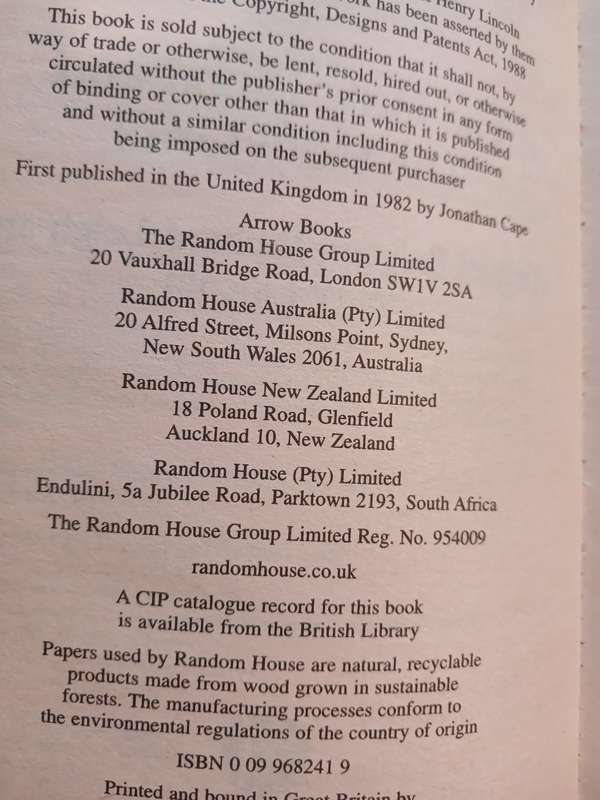 Henry Lincoln
has been asserted by them
the Copyright, Designs and Patents Act, 1988
This book is sold subject to the condition that it shall not, by
way of trade or otherwise, be lent, resold, hired out, or otherwise
circulated without the publisher's prior consent in any form
of binding or cover other than that in which it is published
and without a similar condition including this condition
being imposed on the subsequent purchaser
First published in the United Kingdom in 1982 by Jonathan Cape
Arrow Books
The Random House Group Limited
20 Vauxhall Bridge Road, London SW1V 2SA
Random House Australia (Pty) Limited
20 Alfred Street, Milsons Point, Sydney,
New South Wales 2061, Australia
Random House New Zealand Limited
18 Poland Road, Glenfield
Auckland 10, New Zealand
Random House (Pty) Limited
Endulini, 5a Jubilee Road, Parktown 2193, South Africa
The Random House Group Limited Reg. No. 954009
randomhouse.co.uk
A CIP catalogue record for this book
is available from the British Library
Papers used by Random House are natural, recyclable
products made from wood grown in sustainable
forests. The manufacturing processes conform to
the environmental regulations of the country of origin
ISBN 0 09 968241 9
Printed and bound in Great Britain by